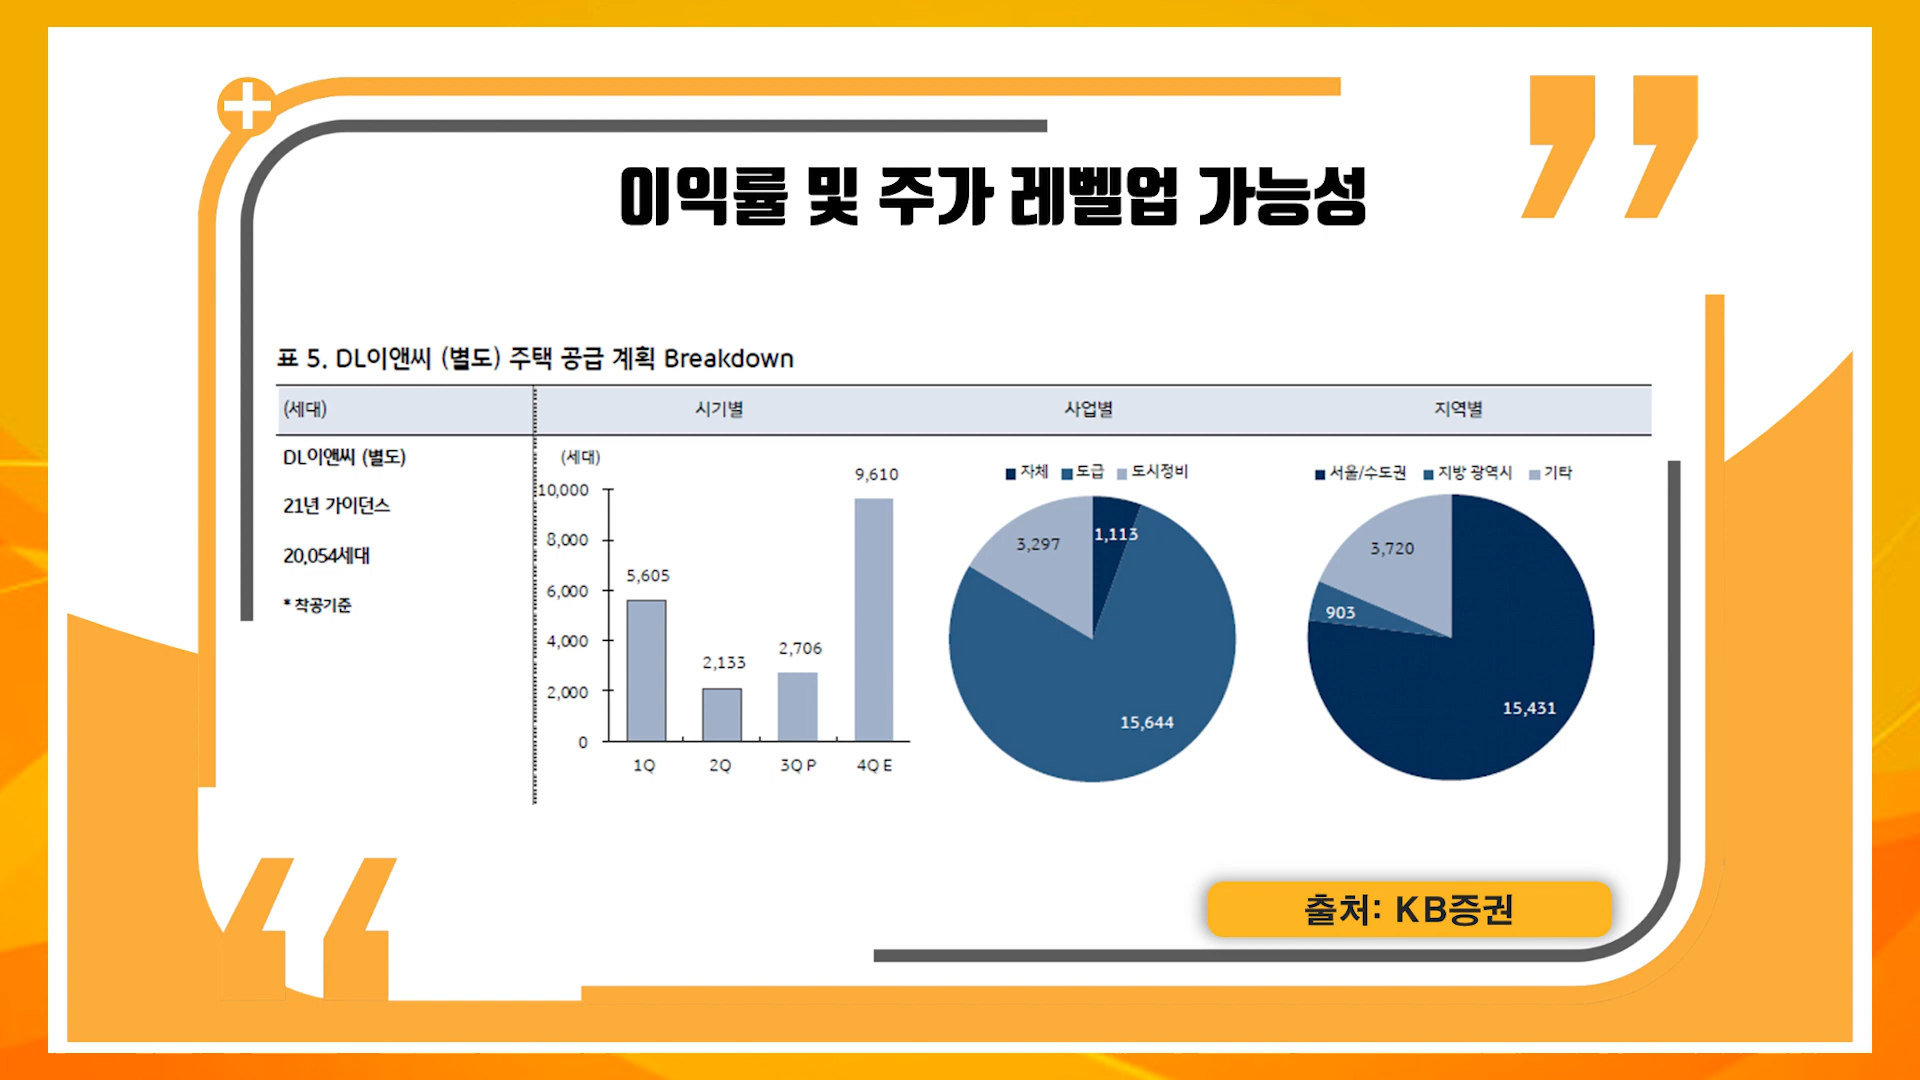 이익률 및 주가 레벨업 가능성
표 5. DL이앤씨 (별도) 주택 공급 계획 Breakdown
(세대) 시기별 사업별 지역별
DL이앤씨 (별도)
21년 가이던스
20,054세대
* 착공기준
(세대)
10,000
8,000
6,000
4,000
2,000
0
5,605
2,133
2,706
9,610
1Q 2Q 3Q P 4Q E
자체 도급 도시정비
1,113
3,297
15,644
서울/수도권 지방 광역시 기타
3,720
903
15,431
출처: KB증권